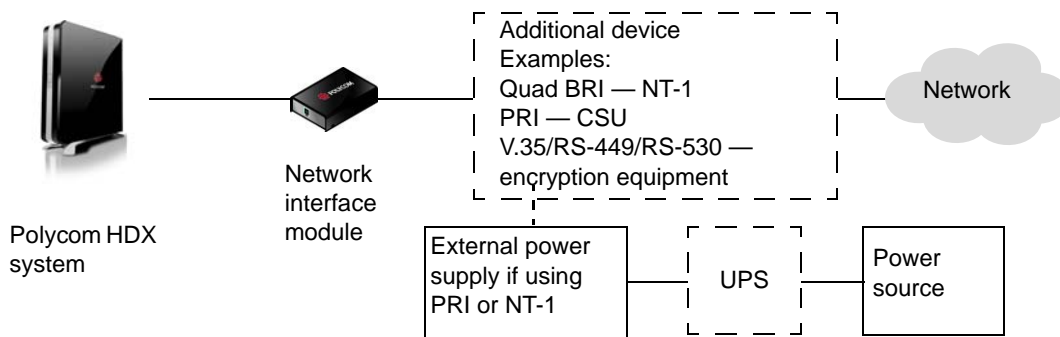 Additional device
Examples:
Quad BRI — NT-1
PRI — CSU
V.35/RS-449/RS-530 —
encryption equipment
Network
POLYCOM
Network
interface
module
Polycom HDX
system
External power
supply if using
PRI or NT-1
UPS
Power
source